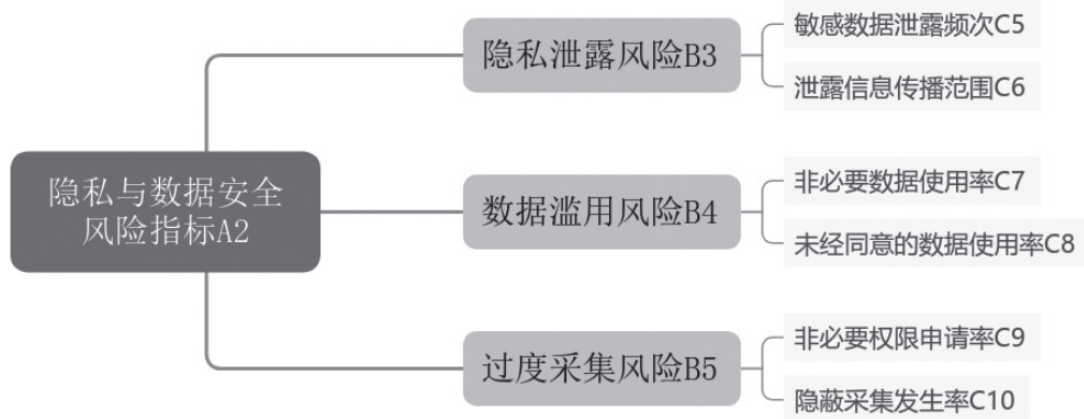 隐私与数据安全
风险指标A2
隐私泄露风险B3
敏感数据泄露频次C5
泄露信息传播范围C6
数据滥用风险B4
非必要数据使用率C7
未经同意的数据使用率C8
过度采集风险B5
非必要权限申请率C9
隐蔽采集发生率C10